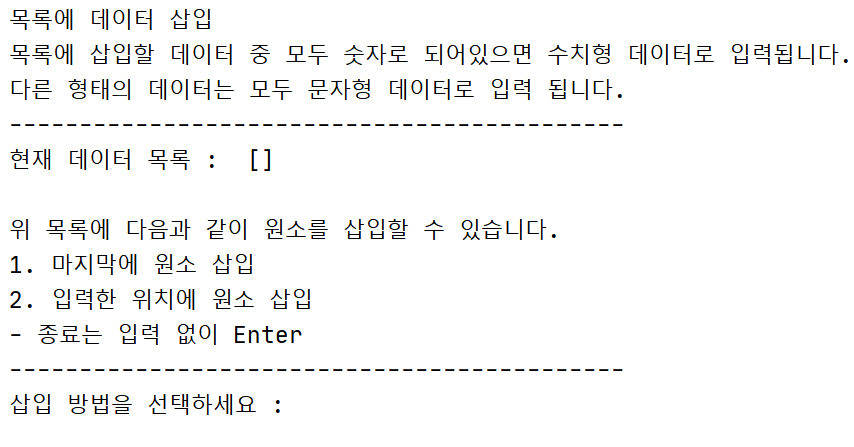 목록에 데이터 삽입
목록에 삽입할 데이터 중 모두 숫자로 되어있으면 수치형 데이터로 입력됩니다.
다른 형태의 데이터는 모두 문자형 데이터로 입력 됩니다.
--------------------------------------------
현재 데이터 목록 :  []
위 목록에 다음과 같이 원소를 삽입할 수 있습니다.
1. 마지막에 원소 삽입
2. 입력한 위치에 원소 삽입
- 종료는 입력 없이 Enter
--------------------------------------------
삽입 방법을 선택하세요 :